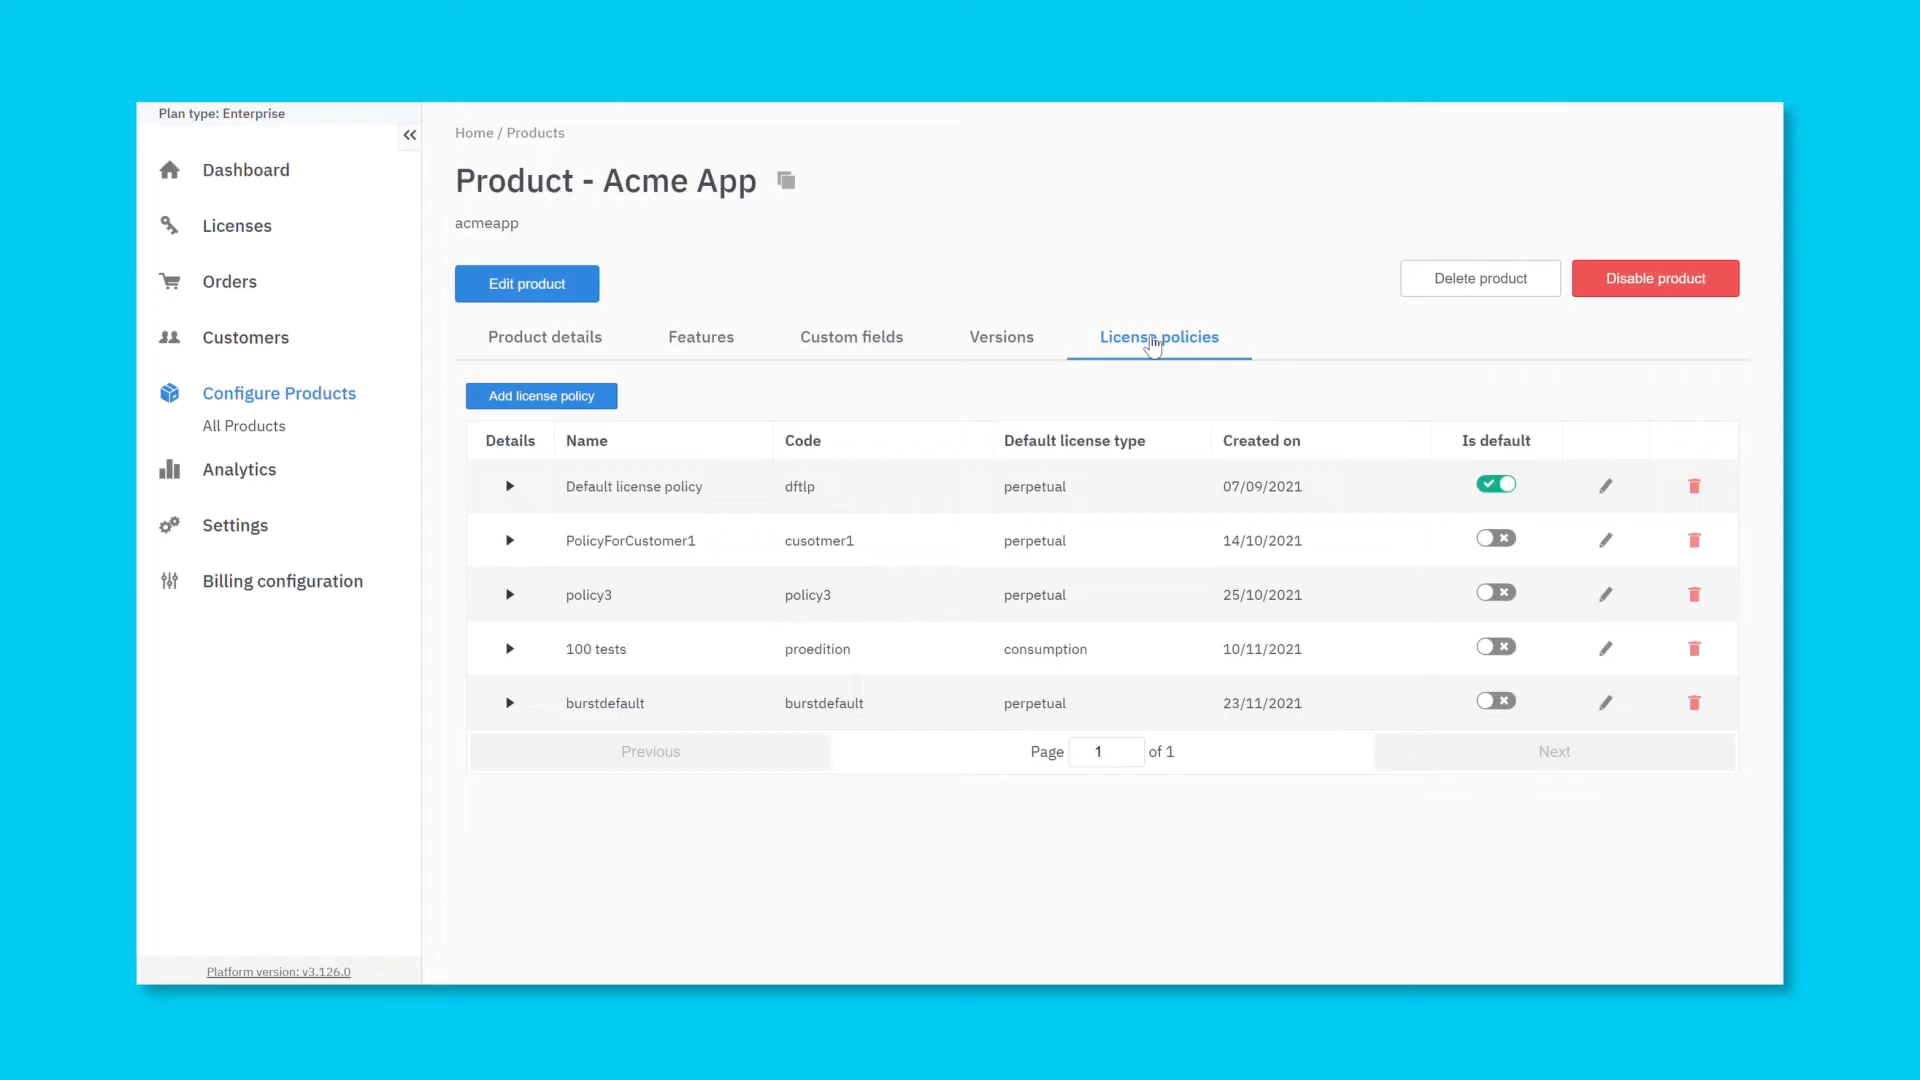 Plan type: Enterprise
Dashboard
Licenses
Orders
Customers
Configure Products
All Products
Analytics
Settings
Billing configuration
Platform version: v3.126.0
Home / Products
Product - Acme App
acmeapp
Edit product
Delete product
Disable product
Product details
Features
Custom fields
Versions
License policies
Add license policy
Details Name Code Default license type Created on Is default
Default license policy dftlp perpetual 07/09/2021
PolicyForCustomer1 cusotmer1 perpetual 14/10/2021
policy3 policy3 perpetual 25/10/2021
100 tests proedition consumption 10/11/2021
burstdefault burstdefault perpetual 23/11/2021
Previous Page 1 of 1 Next